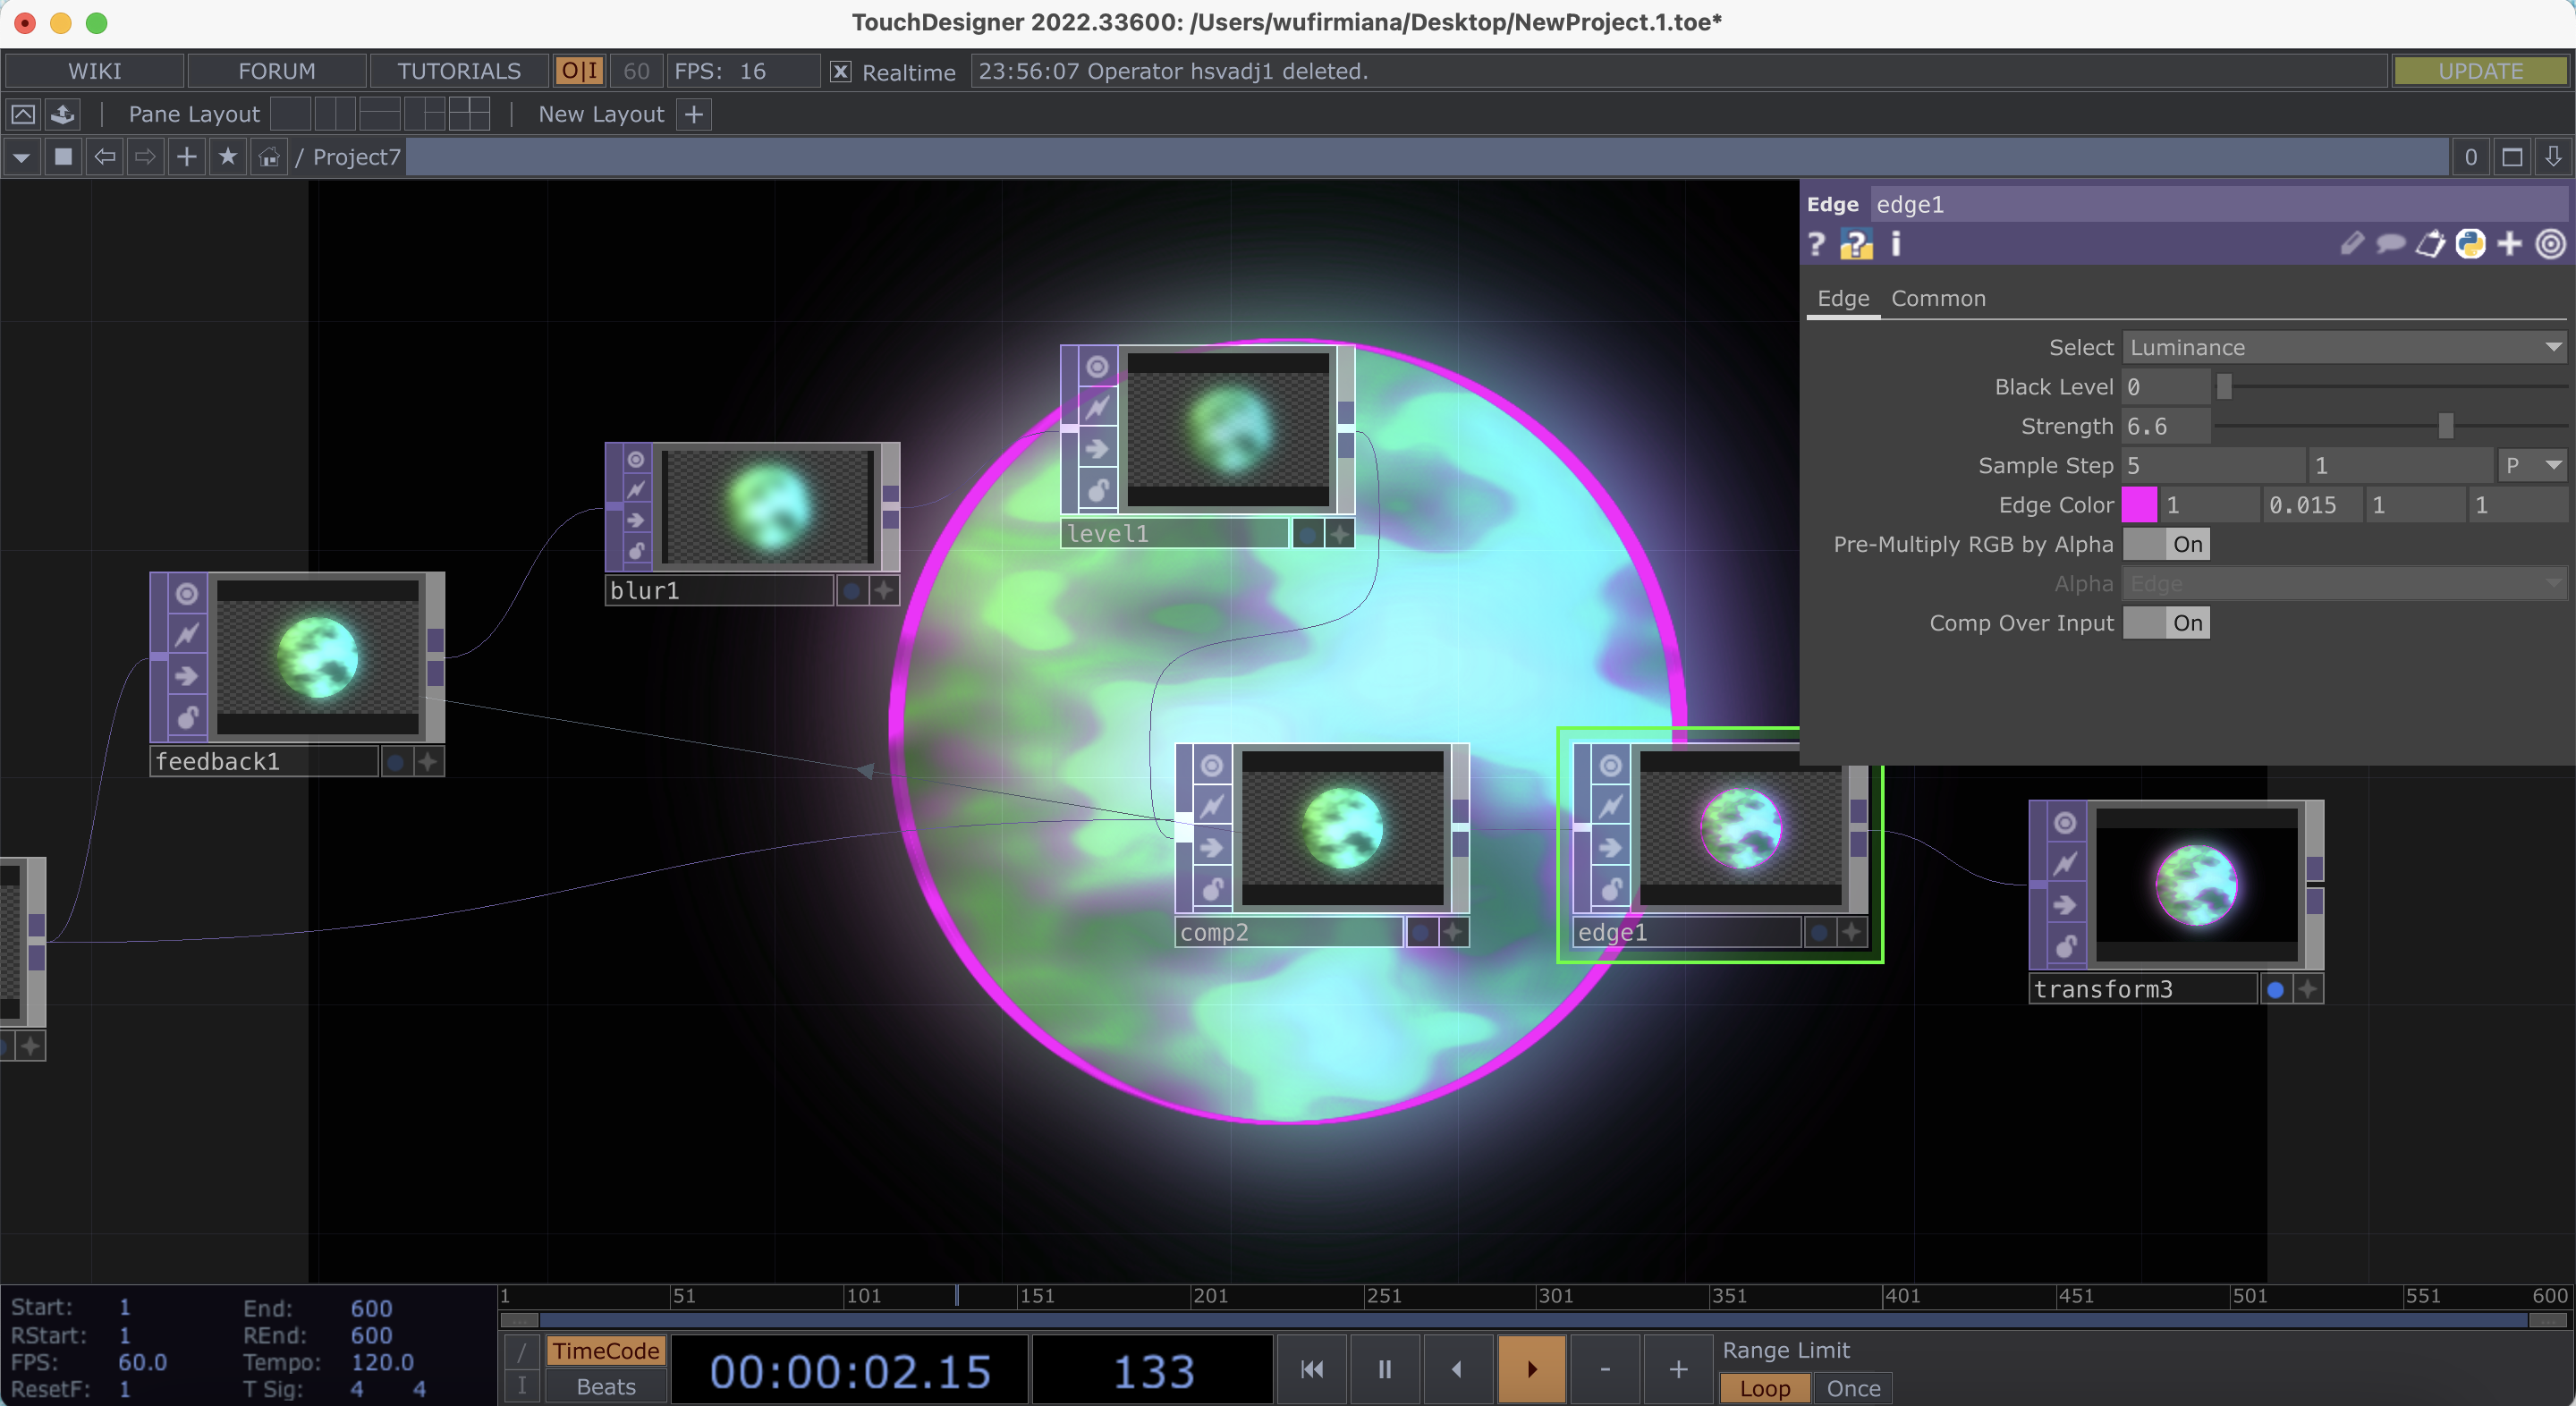 TouchDesigner 2022.33600: /Users/wufirmiana/Desktop/NewProject.1.toe*
WIKI FORUM TUTORIALS O|I 60 FPS: 16 X Realtime 23:56:07 Operator hsvadj1 deleted. UPDATE
Pane Layout New Layout +
/ Project7 0
Edge edge1
? ? i
Edge Common
Select Luminance
Black Level 0
Strength 6.6
Sample Step 5 1 P
Edge Color 1 0.015 1 1
Pre-Multiply RGB by Alpha On
Alpha Edge
Comp Over Input On
level1
blur1
feedback1
comp2
edge1
transform3
1 51 101 151 201 251 301 351 401 451 501 551 600
Start: 1 End: 600
RStart: 1 REnd: 600
FPS: 60.0 Tempo: 120.0
ResetF: 1 T Sig: 4 4
/ TimeCode 00:00:02.15 133 - + Range Limit
I Beats Loop Once